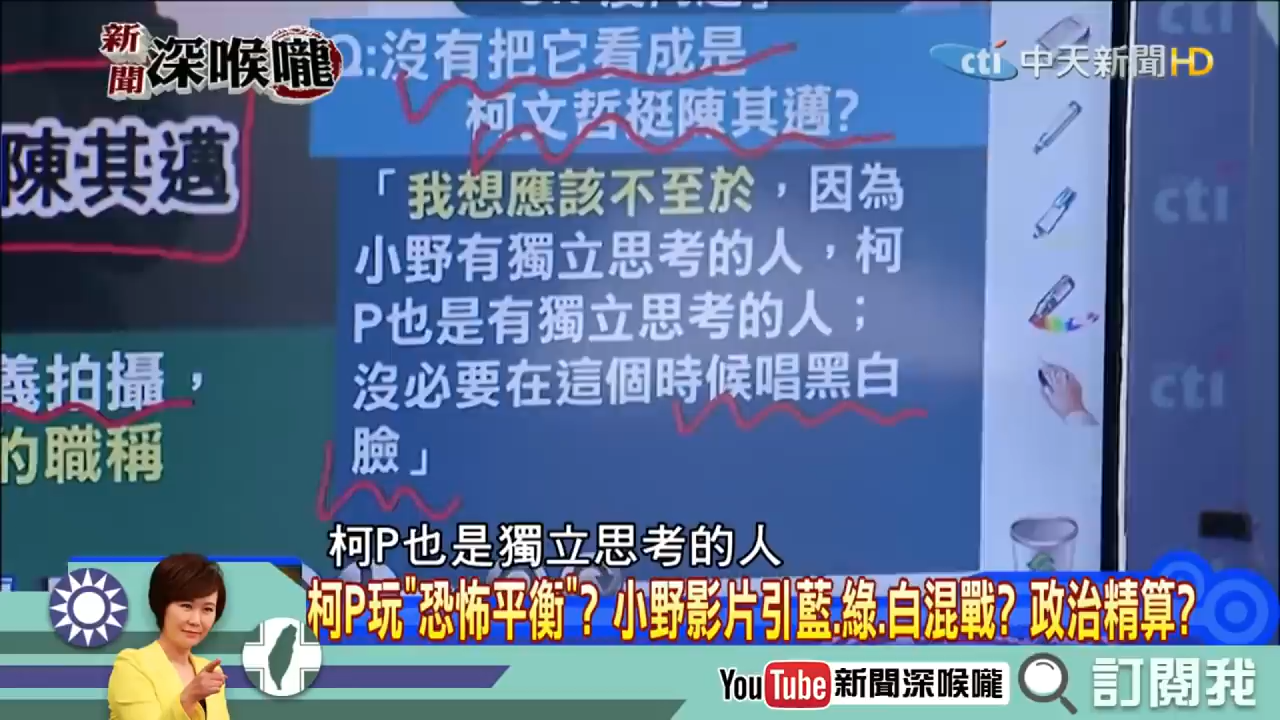 新聞深喉嚨
cti 中天新聞HD
Q:沒有把它看成是
柯文哲挺陳其邁?
陳其邁
「我想應該不至於，因為
小野有獨立思考的人，柯
P也是有獨立思考的人；
沒必要在這個時候唱黑白
臉」
義拍攝，
的職稱
cti
cti
cti
柯P也是獨立思考的人
柯P玩"恐怖平衡"? 小野影片引藍.綠.白混戰? 政治精算?
YouTube 新聞深喉嚨 訂閱我